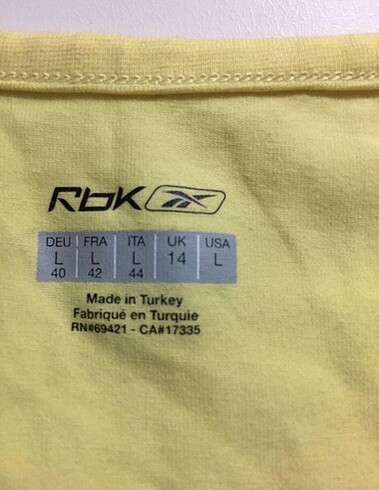 Rbk
DEU FRA ITA UK USA
L L L 14 L
40 42 44
Made in Turkey
Fabriqué en Turquie
RN#69421 - CA#17335